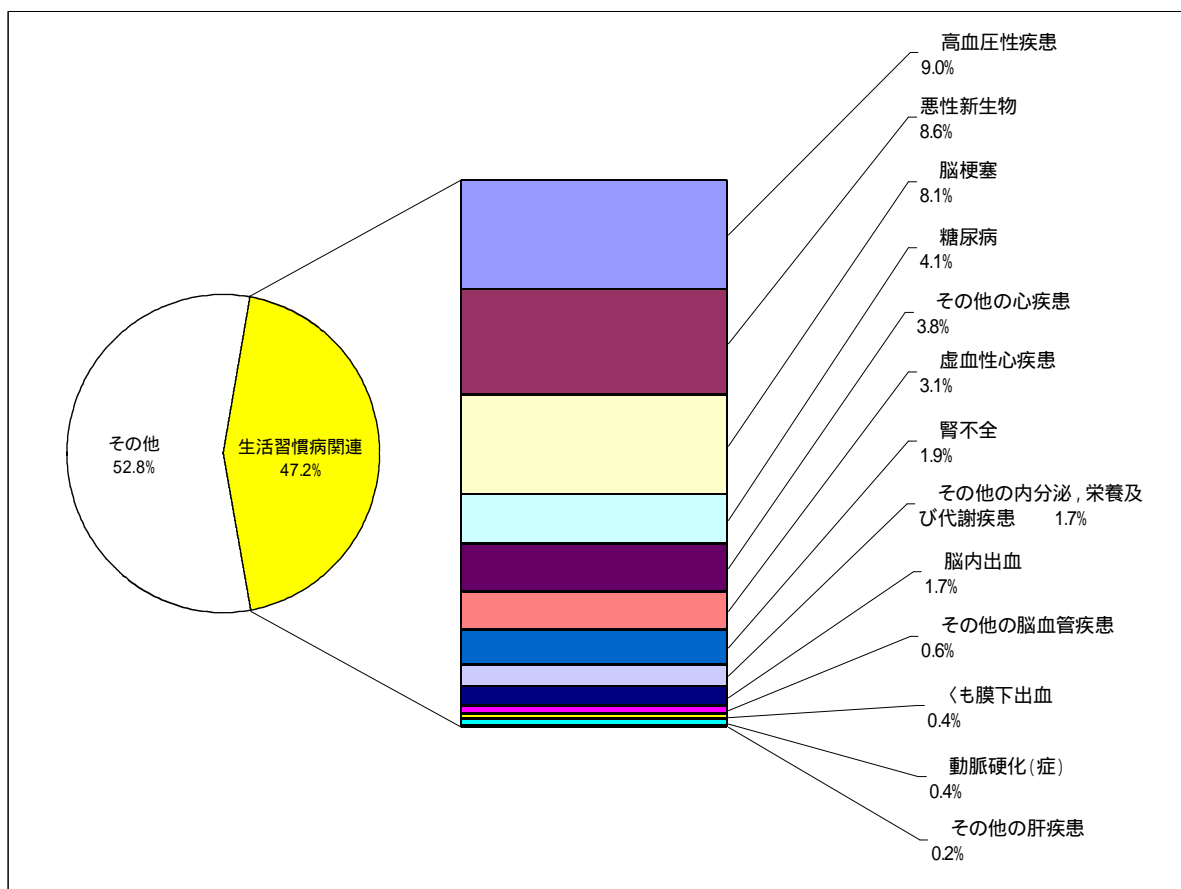 高血圧性疾患
9.0%
悪性新生物
8.6%
脳梗塞
8.1%
糖尿病
4.1%
その他の心疾患
3.8%
虚血性心疾患
3.1%
腎不全
1.9%
その他の内分泌,栄養及
び代謝疾患 1.7%
脳内出血
1.7%
その他の脳血管疾患
0.6%
くも膜下出血
0.4%
動脈硬化(症)
0.4%
その他の肝疾患
0.2%
その他
52.8%
生活習慣病関連
47.2%